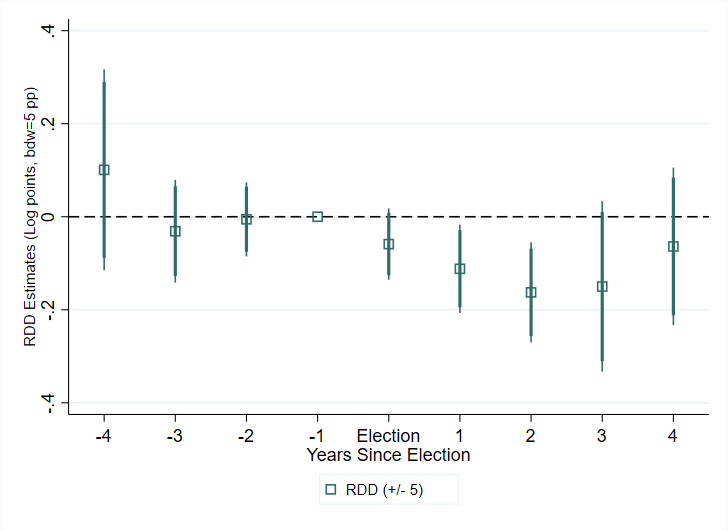 RDD Estimates (Log points, bdw=5 pp)
.4
.2
0
-.2
-.4
-4 -3 -2 -1 Election 1 2 3 4
Years Since Election
RDD (+/- 5)